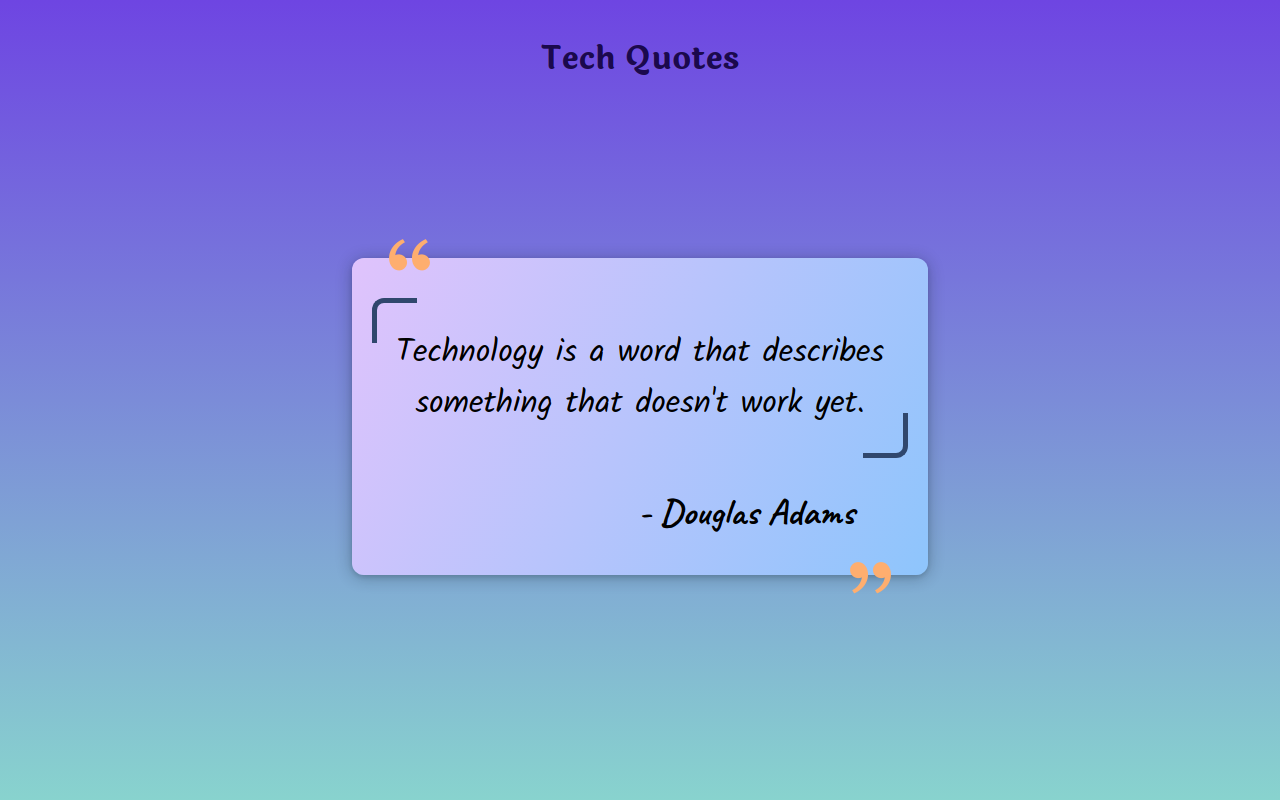 Tech Quotes
“
Technology is a word that describes
something that doesn't work yet.
- Douglas Adams
”